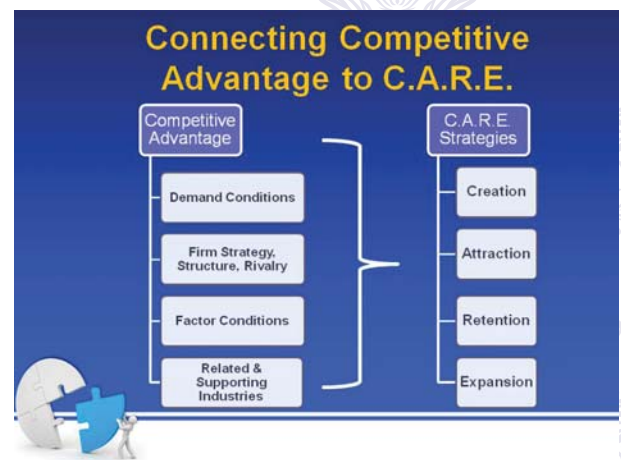 Connecting Competitive
Advantage to C.A.R.E.
Competitive
Advantage
Demand Conditions
Firm Strategy,
Structure, Rivalry
Factor Conditions
Related &
Supporting
Industries
C.A.R.E.
Strategies
Creation
Attraction
Retention
Expansion